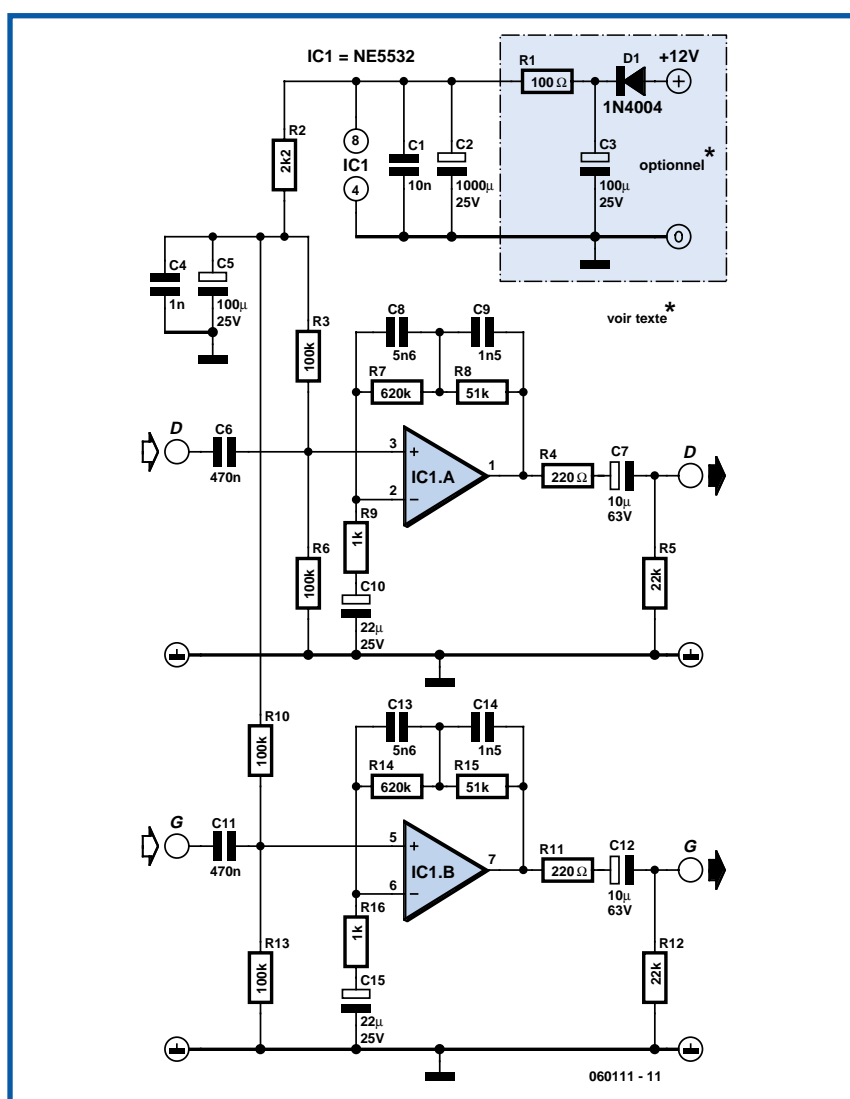 IC1 = NE5532
R1
100 Ω
D1
+12V
1N4004
R2
2k2
8
IC1
4
C1
10n
C2
1000µ
25V
C3
100µ
25V
optionnel*
0
voir texte*
C4
1n
C5
100µ
25V
R3
100k
C8
5n6
C9
1n5
R7
620k
R8
51k
D
C6
470n
3
+
IC1.A
1
2
–
R4
220 Ω
C7
10µ
63V
D
R9
1k
R6
100k
C10
22µ
25V
R5
22k
R10
100k
C13
5n6
C14
1n5
R14
620k
R15
51k
G
C11
470n
5
+
IC1.B
7
6
–
R11
220 Ω
C12
10µ
63V
G
R16
1k
R13
100k
C15
22µ
25V
R12
22k
060111 - 11